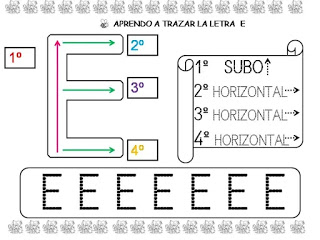 APRENDO A TRAZAR LA LETRA E
1º
2º
3º
4º
1º SUBO
2º HORIZONTAL
3º HORIZONTAL
4º HORIZONTAL
E E E E E E E